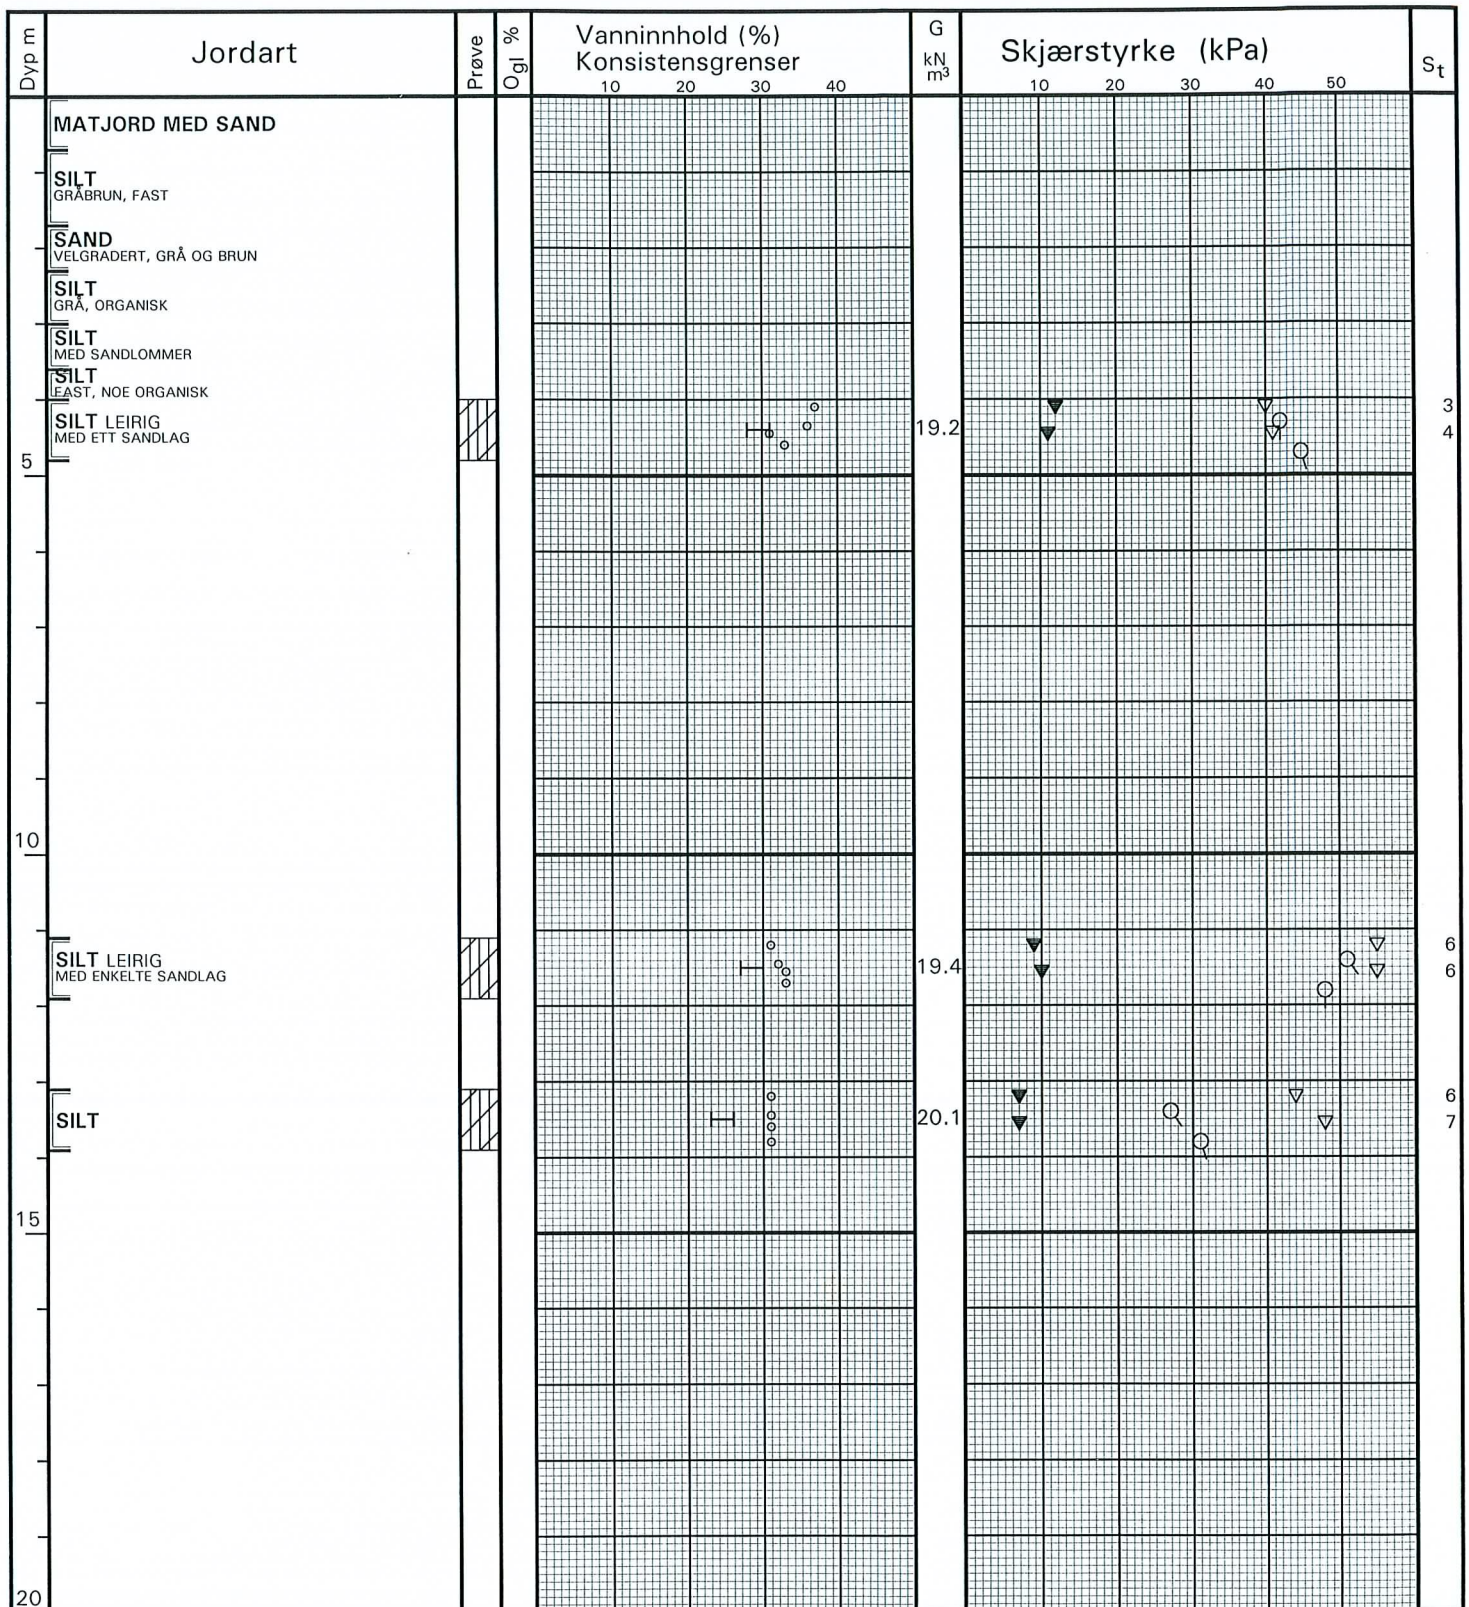 Dyp m
Jordart
Prøve
Ogl %
Vanninnhold (%)
Konsistensgrenser
10 20 30 40
G
kN
m³
Skjærstyrke (kPa)
10 20 30 40 50
St
MATJORD MED SAND
SILT
GRÅBRUN, FAST
SAND
VELGRADERT, GRÅ OG BRUN
SILT
GRÅ, ORGANISK
SILT
MED SANDLOMMER
SILT
FAST, NOE ORGANISK
3
SILT LEIRIG
19.2
4
MED ETT SANDLAG
5
10
6
SILT LEIRIG
19.4
6
MED ENKELTE SANDLAG
6
SILT
20.1
7
15
20